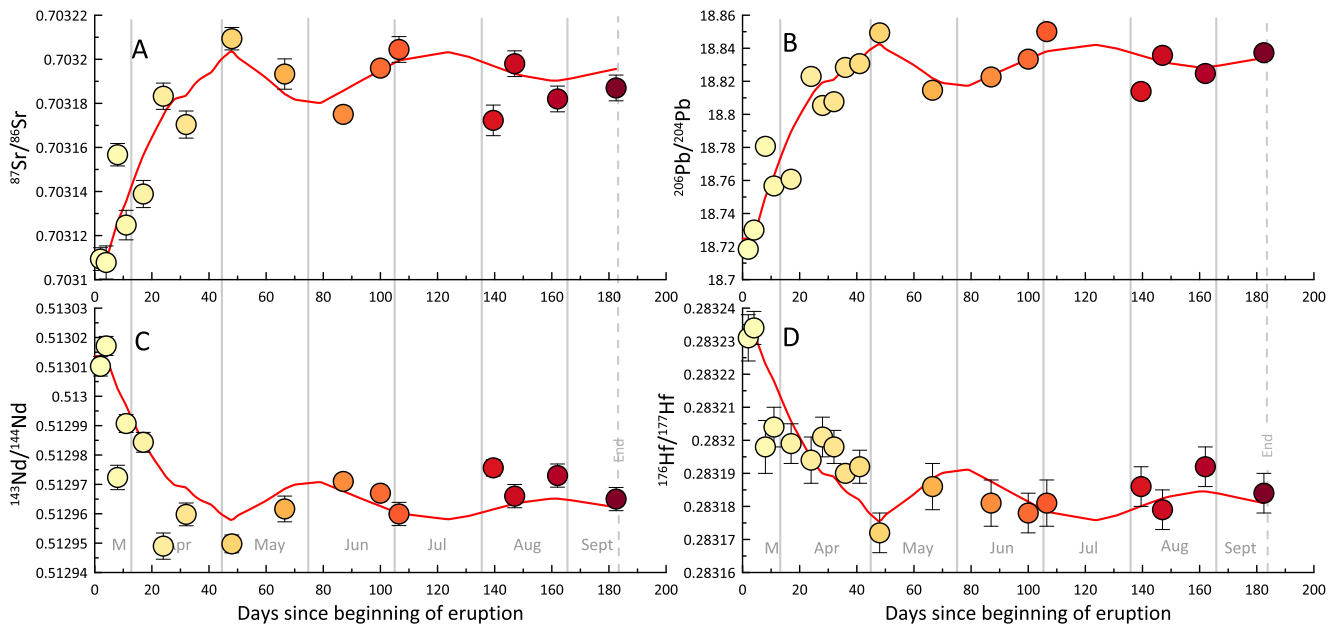 A
⁸⁷Sr/⁸⁶Sr
0.70322
0.7032
0.70318
0.70316
0.70314
0.70312
0.7031
0 20 40 60 80 100 120 140 160 180 200
B
²⁰⁶Pb/²⁰⁴Pb
18.86
18.84
18.82
18.8
18.78
18.76
18.74
18.72
18.7
0 20 40 60 80 100 120 140 160 180 200
C
¹⁴³Nd/¹⁴⁴Nd
0.51303
0.51302
0.51301
0.513
0.51299
0.51298
0.51297
0.51296
0.51295
0.51294
End
M Apr May Jun Jul Aug Sept
0 20 40 60 80 100 120 140 160 180 200
Days since beginning of eruption
D
¹⁷⁶Hf/¹⁷⁷Hf
0.28324
0.28323
0.28322
0.28321
0.2832
0.28319
0.28318
0.28317
0.28316
End
M Apr May Jun Jul Aug Sept
0 20 40 60 80 100 120 140 160 180 200
Days since beginning of eruption